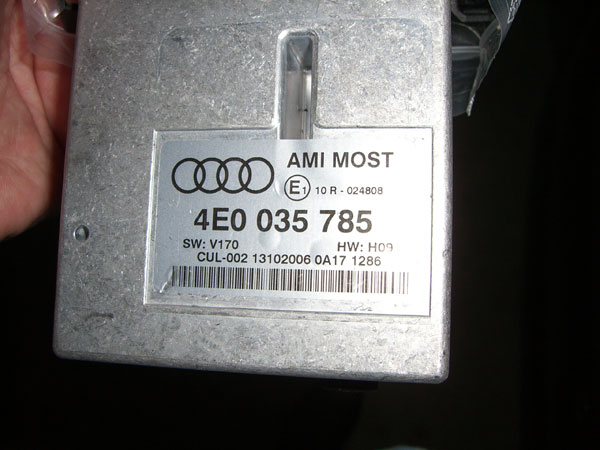 AMI MOST
E1 10 R - 024808
4E0 035 785
SW: V170 HW: H09
CUL-002 13102006 0A17 1286